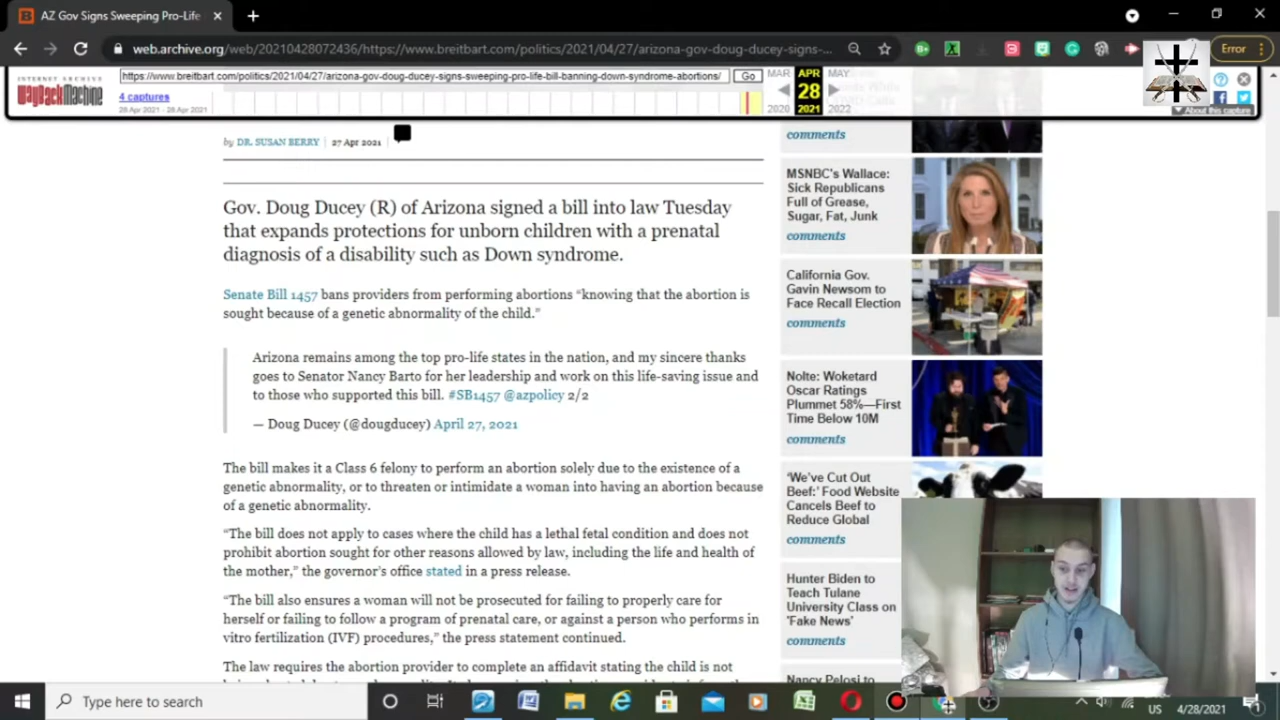 AZ Gov Signs Sweeping Pro-Life
web.archive.org/web/20210428072436/https://www.breitbart.com/politics/2021/04/27/arizona-gov-doug-ducey-signs-...
Error
INTERNET ARCHIVE
WayBackMachine
https://www.breitbart.com/politics/2021/04/27/arizona-gov-doug-ducey-signs-sweeping-pro-life-bill-banning-down-syndrome-abortions/
Go
MAR APR MAY
4 captures
28
28 Apr 2021 - 28 Apr 2021
2020 2021 2022
About this capture
by DR. SUSAN BERRY 27 Apr 2021
Gov. Doug Ducey (R) of Arizona signed a bill into law Tuesday
that expands protections for unborn children with a prenatal
diagnosis of a disability such as Down syndrome.
Senate Bill 1457 bans providers from performing abortions “knowing that the abortion is
sought because of a genetic abnormality of the child.”
Arizona remains among the top pro-life states in the nation, and my sincere thanks
goes to Senator Nancy Barto for her leadership and work on this life-saving issue and
to those who supported this bill. #SB1457 @azpolicy 2/2
— Doug Ducey (@dougducey) April 27, 2021
The bill makes it a Class 6 felony to perform an abortion solely due to the existence of a
genetic abnormality, or to threaten or intimidate a woman into having an abortion because
of a genetic abnormality.
“The bill does not apply to cases where the child has a lethal fetal condition and does not
prohibit abortion sought for other reasons allowed by law, including the life and health of
the mother,” the governor’s office stated in a press release.
“The bill also ensures a woman will not be prosecuted for failing to properly care for
herself or failing to follow a program of prenatal care, or against a person who performs in
vitro fertilization (IVF) procedures,” the press statement continued.
The law requires the abortion provider to complete an affidavit stating the child is not
comments
MSNBC's Wallace:
Sick Republicans
Full of Grease,
Sugar, Fat, Junk
comments
California Gov.
Gavin Newsom to
Face Recall Election
comments
Nolte: Woketard
Oscar Ratings
Plummet 58%—First
Time Below 10M
comments
‘We’ve Cut Out
Beef:’ Food Website
Cancels Beef to
Reduce Global
comments
Hunter Biden to
Teach Tulane
University Class on
'Fake News'
comments
Nancy Pelosi to
Type here to search
US
4/28/2021